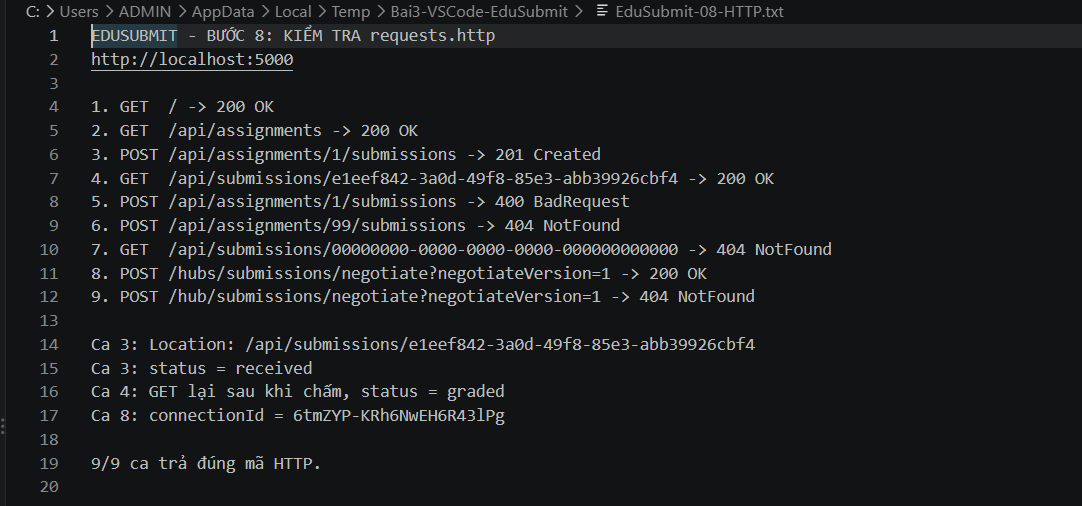 C: > Users > ADMIN > AppData > Local > Temp > Bai3-VSCode-EduSubmit > EduSubmit-08-HTTP.txt
1 EDUSUBMIT - BƯỚC 8: KIỂM TRA requests.http
2 http://localhost:5000
3
4 1. GET  / -> 200 OK
5 2. GET  /api/assignments -> 200 OK
6 3. POST /api/assignments/1/submissions -> 201 Created
7 4. GET  /api/submissions/e1eef842-3a0d-49f8-85e3-abb39926cbf4 -> 200 OK
8 5. POST /api/assignments/1/submissions -> 400 BadRequest
9 6. POST /api/assignments/99/submissions -> 404 NotFound
10 7. GET  /api/submissions/00000000-0000-0000-0000-000000000000 -> 404 NotFound
11 8. POST /hubs/submissions/negotiate?negotiateVersion=1 -> 200 OK
12 9. POST /hub/submissions/negotiate?negotiateVersion=1 -> 404 NotFound
13
14 Ca 3: Location: /api/submissions/e1eef842-3a0d-49f8-85e3-abb39926cbf4
15 Ca 3: status = received
16 Ca 4: GET lại sau khi chấm, status = graded
17 Ca 8: connectionId = 6tmZYP-KRh6NwEH6R43lPg
18
19 9/9 ca trả đúng mã HTTP.
20